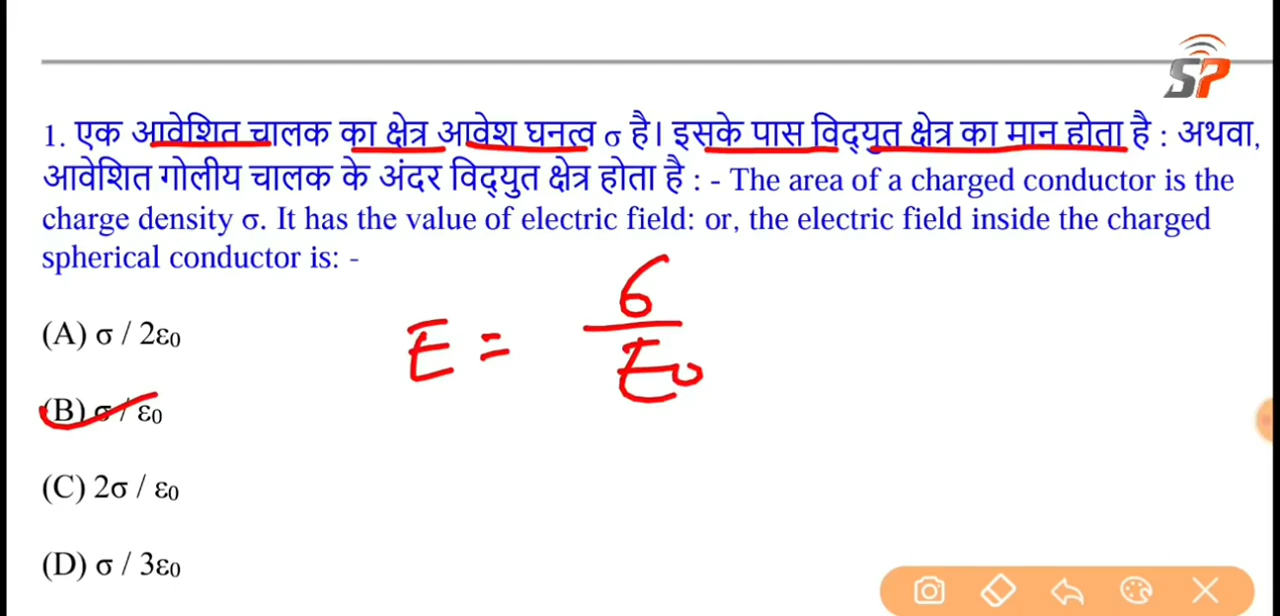 SP
1. एक आवेशित चालक का क्षेत्र आवेश घनत्व σ है। इसके पास विद्युत क्षेत्र का मान होता है : अथवा,
आवेशित गोलीय चालक के अंदर विद्युत क्षेत्र होता है : - The area of a charged conductor is the
charge density σ. It has the value of electric field: or, the electric field inside the charged
spherical conductor is: -
(A) σ / 2ε₀
E = σ / ε₀
(B) σ / ε₀
(C) 2σ / ε₀
(D) σ / 3ε₀